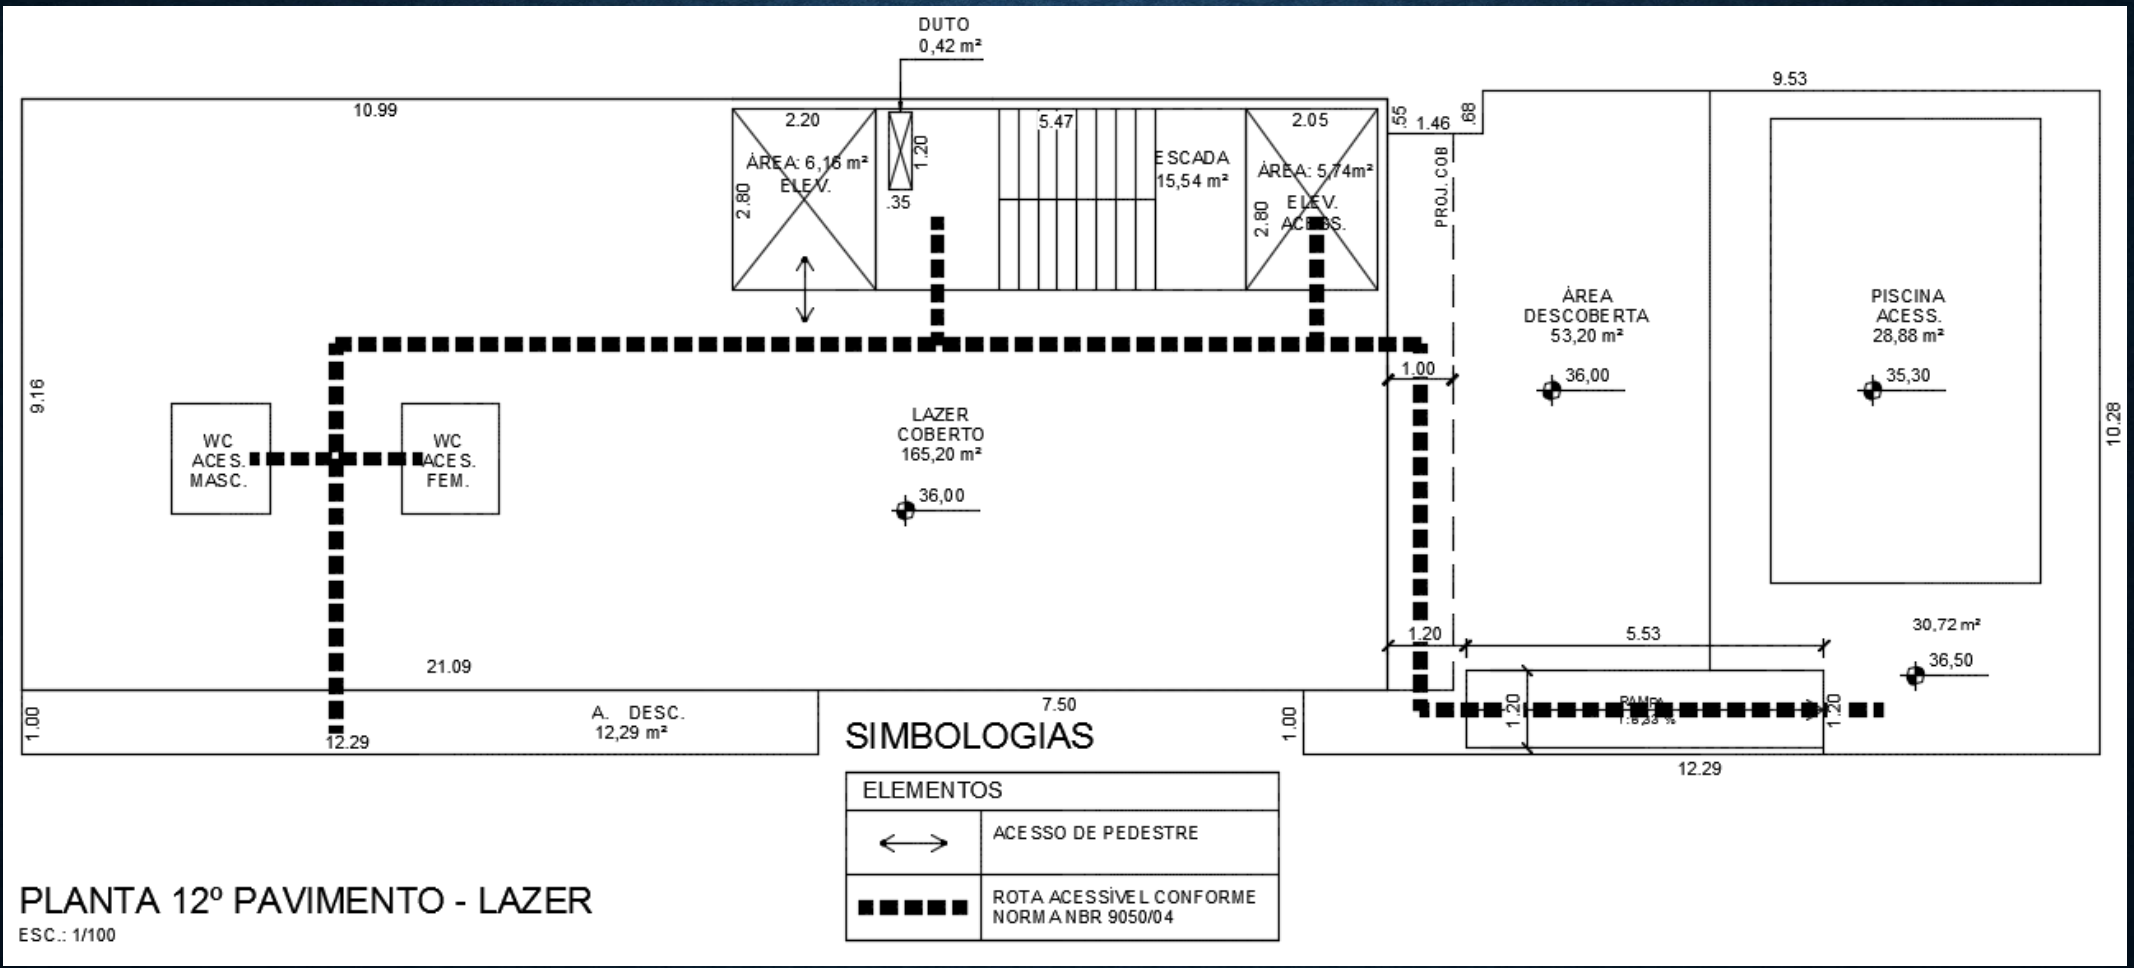 DUTO
0,42 m²
10.99
2.20
ÁREA: 6,16 m²
ELEV.
2.80
1.20
.35
5.47
ESCADA
15,54 m²
2.05
ÁREA: 5,74m²
ELEV.
ACESS.
2.80
.55
1.46
.68
PROJ. COB
9.53
ÁREA
DESCOBERTA
53,20 m²
36,00
PISCINA
ACESS.
28,88 m²
35,30
1.00
9.16
WC
ACES.
MASC.
WC
ACES.
FEM.
LAZER
COBERTO
165,20 m²
36,00
10.28
1.20
5.53
30,72 m²
36,50
21.09
1.00
A. DESC.
12,29 m²
12.29
7.50
1.00
1.20
RAMPA
1.20
12.29
SIMBOLOGIAS
ELEMENTOS
ACESSO DE PEDESTRE
ROTA ACESSÍVEL CONFORME
NORMA NBR 9050/04
PLANTA 12º PAVIMENTO - LAZER
ESC.: 1/100